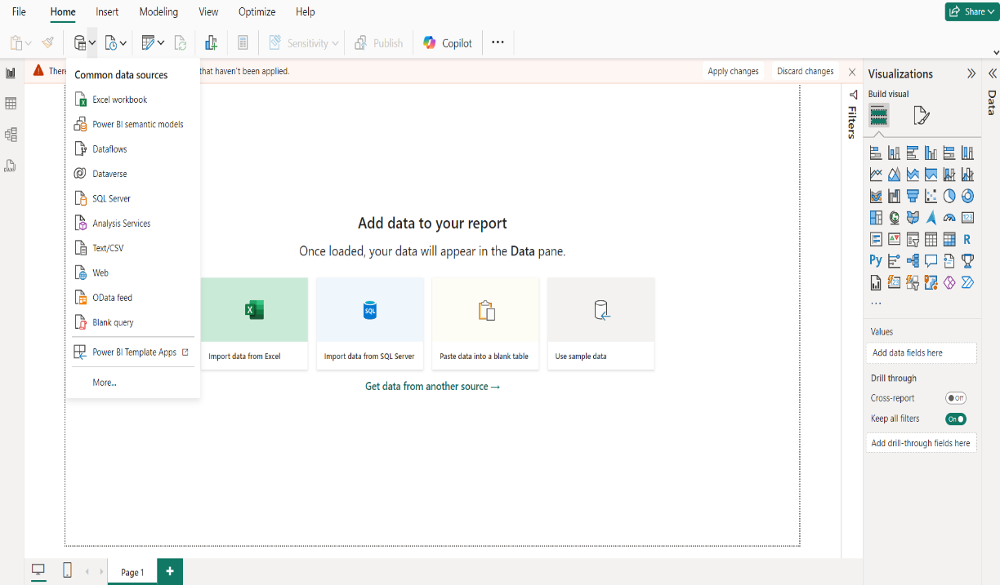 File Home Insert Modeling View Optimize Help Share
Sensitivity Publish Copilot
There that haven't been applied. Apply changes Discard changes
Common data sources
Excel workbook
Power BI semantic models
Dataflows
Dataverse
SQL Server
Analysis Services
Text/CSV
Web
OData feed
Blank query
Power BI Template Apps
More...
Add data to your report
Once loaded, your data will appear in the Data pane.
SQL
Import data from Excel Import data from SQL Server Paste data into a blank table Use sample data
Get data from another source →
Filters
Visualizations
Build visual
123
R
Py
123
...
Values
Add data fields here
Drill through
Cross-report Off
Keep all filters On
Add drill-through fields here
Data
DAX
Page 1 +